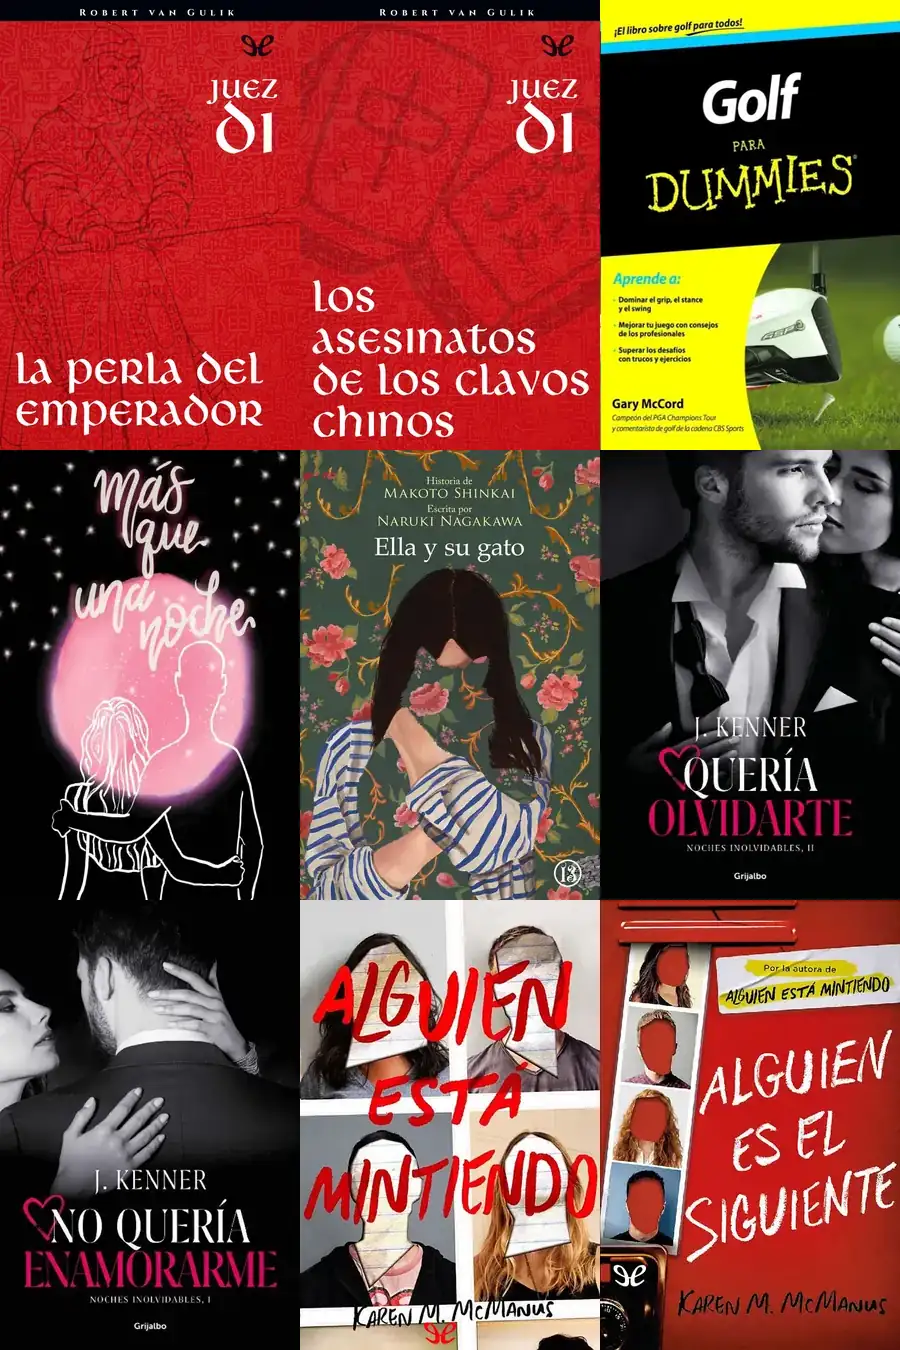 ROBERT VAN GULIK
JUEZ
DI
LA PERLA DEL
EMPERADOR
ROBERT VAN GULIK
JUEZ
DI
LOS
ASESINATOS
DE LOS CLAVOS
CHINOS
¡El libro sobre golf para todos!
Golf
PARA
DUMMIES®
Aprende a:
• Dominar el grip, el stance
y el swing
• Mejorar tu juego con consejos
de los profesionales
• Superar los desafíos
con trucos y ejercicios
Gary McCord
Campeón del PGA Champions Tour
y comentarista de golf de la cadena CBS Sports
más
que
una
noche
Historia de
MAKOTO SHINKAI
Escrita por
NARUKI NAGAKAWA
Ella y su gato
13
J. KENNER
QUERÍA
OLVIDARTE
NOCHES INOLVIDABLES, II
Grijalbo
J. KENNER
NO QUERÍA
ENAMORARME
NOCHES INOLVIDABLES, I
Grijalbo
ALGUIEN
ESTÁ
MINTIENDO
KAREN M. McMANUS
Por la autora de
ALGUIEN ESTÁ MINTIENDO
ALGUIEN
ES EL
SIGUIENTE
KAREN M. McMANUS